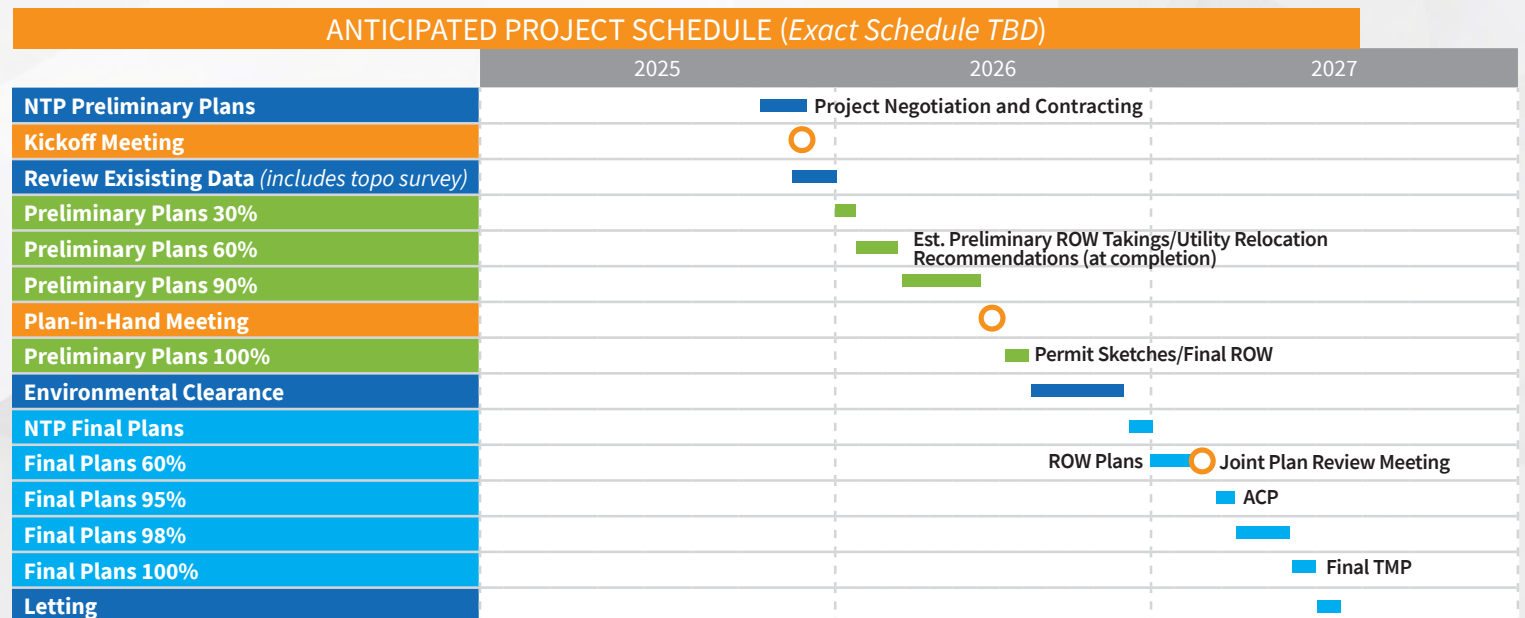 ANTICIPATED PROJECT SCHEDULE (Exact Schedule TBD)
2025 2026 2027
NTP Preliminary Plans Project Negotiation and Contracting
Kickoff Meeting
Review Exisisting Data (includes topo survey)
Preliminary Plans 30%
Preliminary Plans 60% Est. Preliminary ROW Takings/Utility Relocation
Recommendations (at completion)
Preliminary Plans 90%
Plan-in-Hand Meeting
Preliminary Plans 100% Permit Sketches/Final ROW
Environmental Clearance
NTP Final Plans
Final Plans 60% ROW Plans Joint Plan Review Meeting
Final Plans 95% ACP
Final Plans 98%
Final Plans 100% Final TMP
Letting